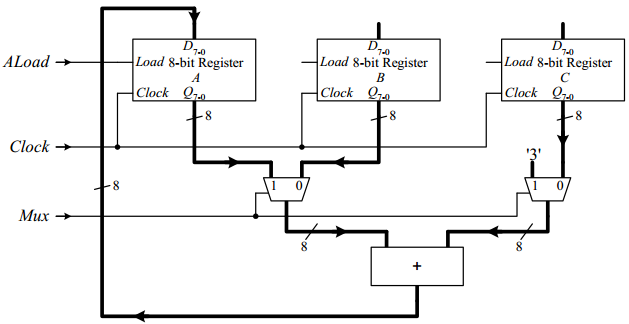 D7-0 D7-0 D7-0
ALoad Load 8-bit Register Load 8-bit Register Load 8-bit Register
A B C
Clock Q7-0 Clock Q7-0 Clock Q7-0
8 8 8
Clock
'3'
8 1 0 1 0
Mux
8 8
+